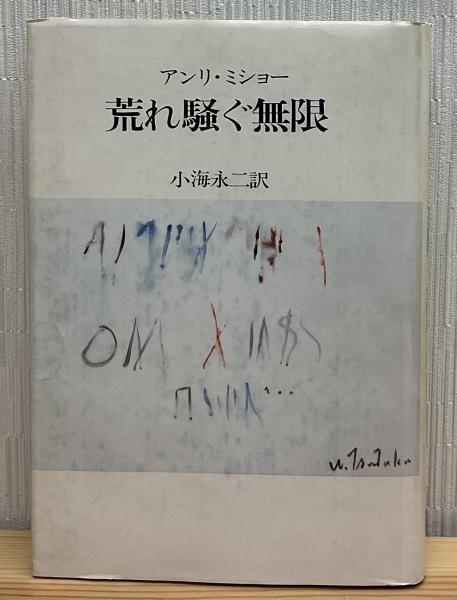 アンリ・ミショー
荒れ騒ぐ無限
小海永二訳